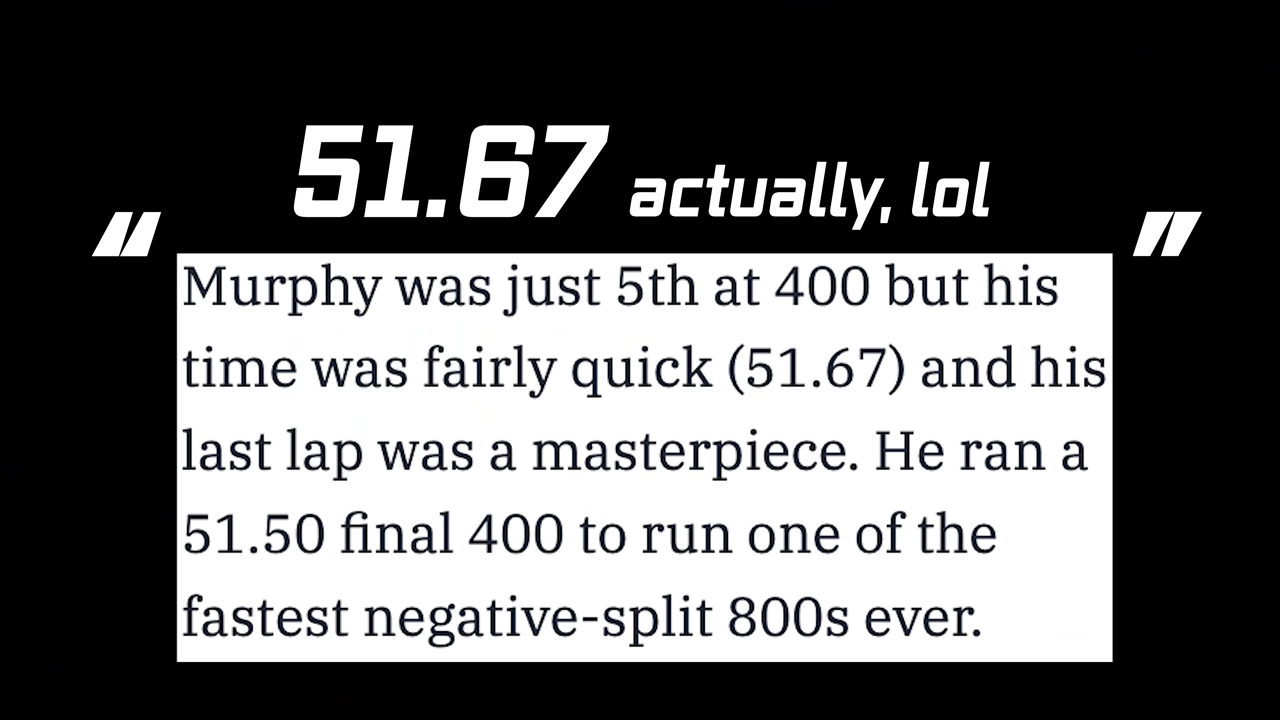 51.67 actually, lol
"
"
Murphy was just 5th at 400 but his
time was fairly quick (51.67) and his
last lap was a masterpiece. He ran a
51.50 final 400 to run one of the
fastest negative-split 800s ever.